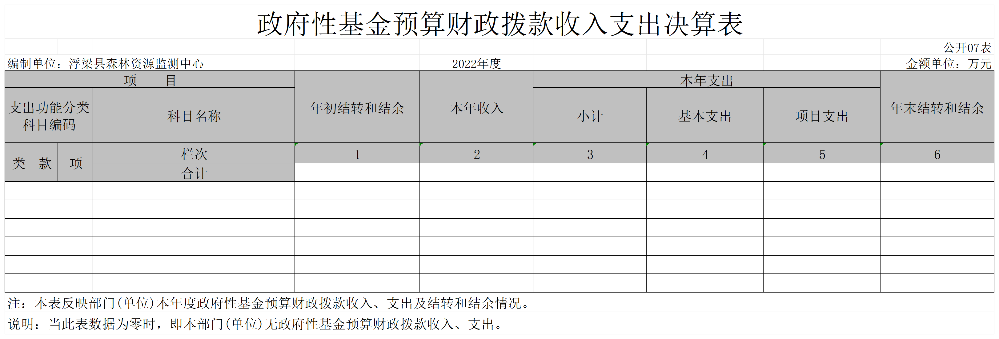 政府性基金预算财政拨款收入支出决算表
公开07表
编制单位：浮梁县森林资源监测中心 2022年度 金额单位：万元
项 目 年初结转和结余 本年收入 本年支出 年末结转和结余
支出功能分类
科目编码
科目名称 小计 基本支出 项目支出
类 款 项 栏次 1 2 3 4 5 6
合计
注：本表反映部门(单位)本年度政府性基金预算财政拨款收入、支出及结转和结余情况。
说明：当此表数据为零时，即本部门(单位)无政府性基金预算财政拨款收入、支出。